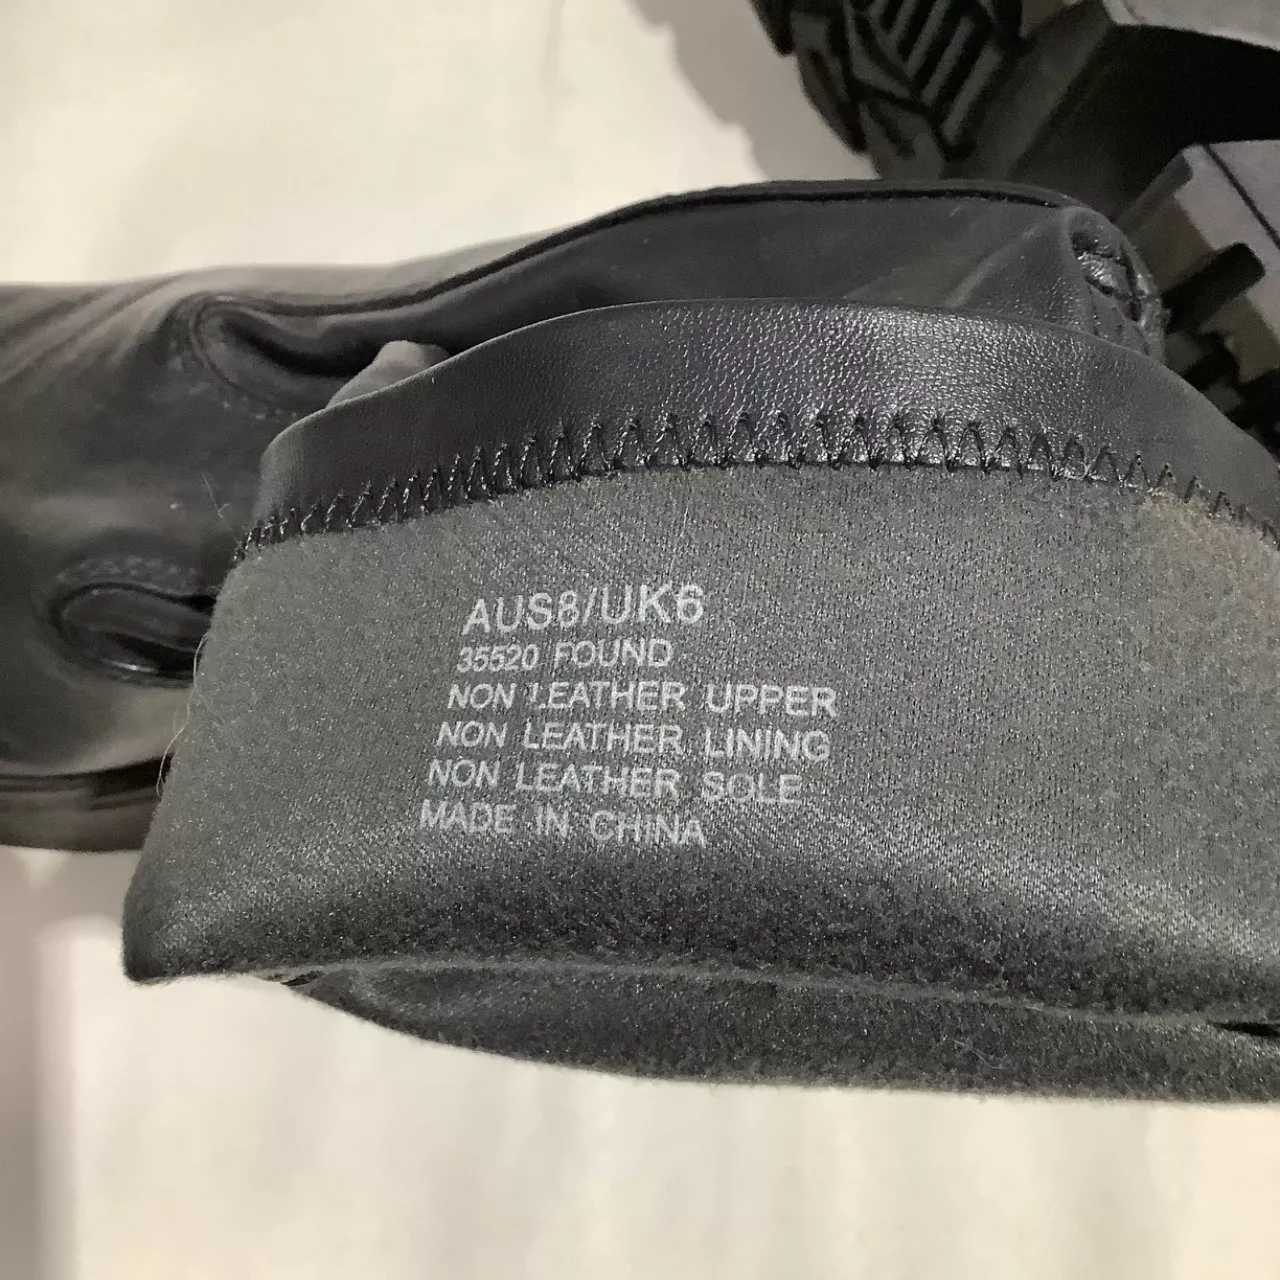 AUS8/UK6
35520 FOUND
NON LEATHER UPPER
NON LEATHER LINING
NON LEATHER SOLE
MADE IN CHINA